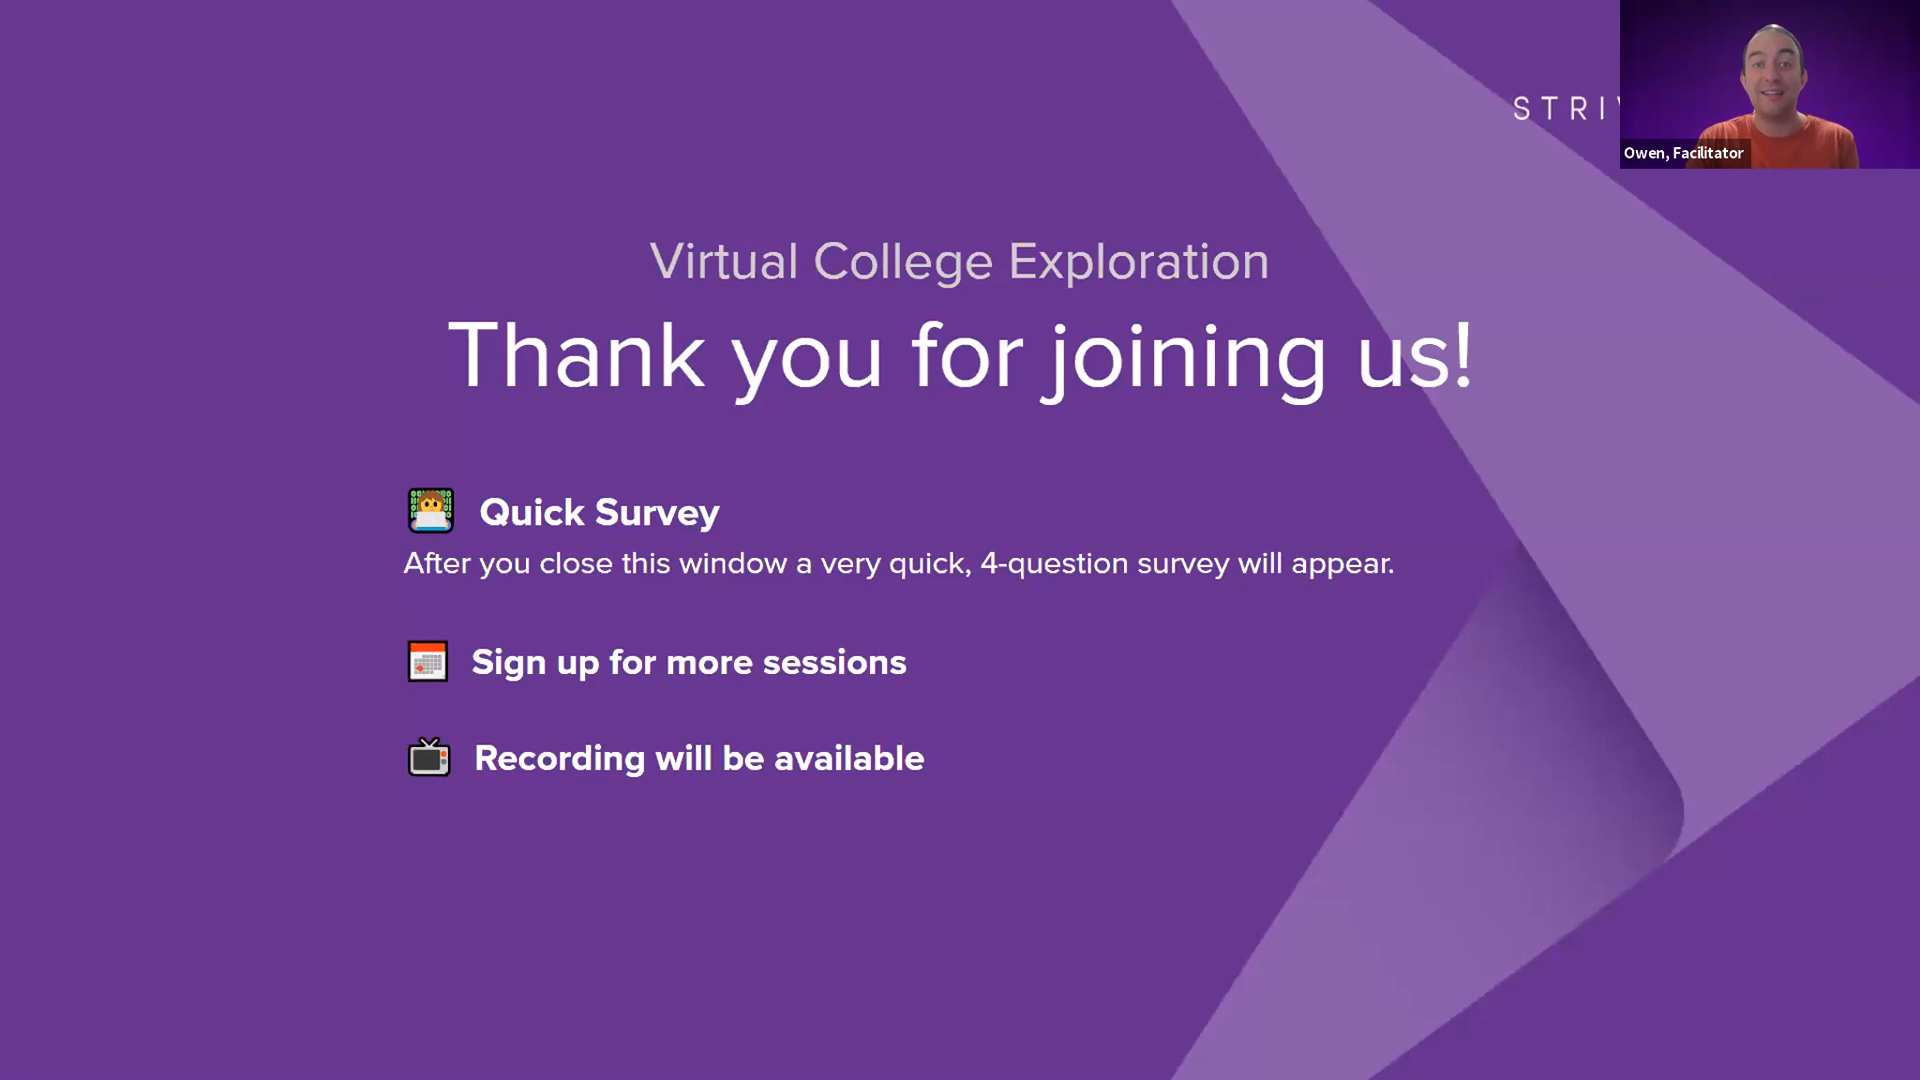 STRIV
Owen, Facilitator
Virtual College Exploration
Thank you for joining us!
Quick Survey
After you close this window a very quick, 4-question survey will appear.
Sign up for more sessions
Recording will be available